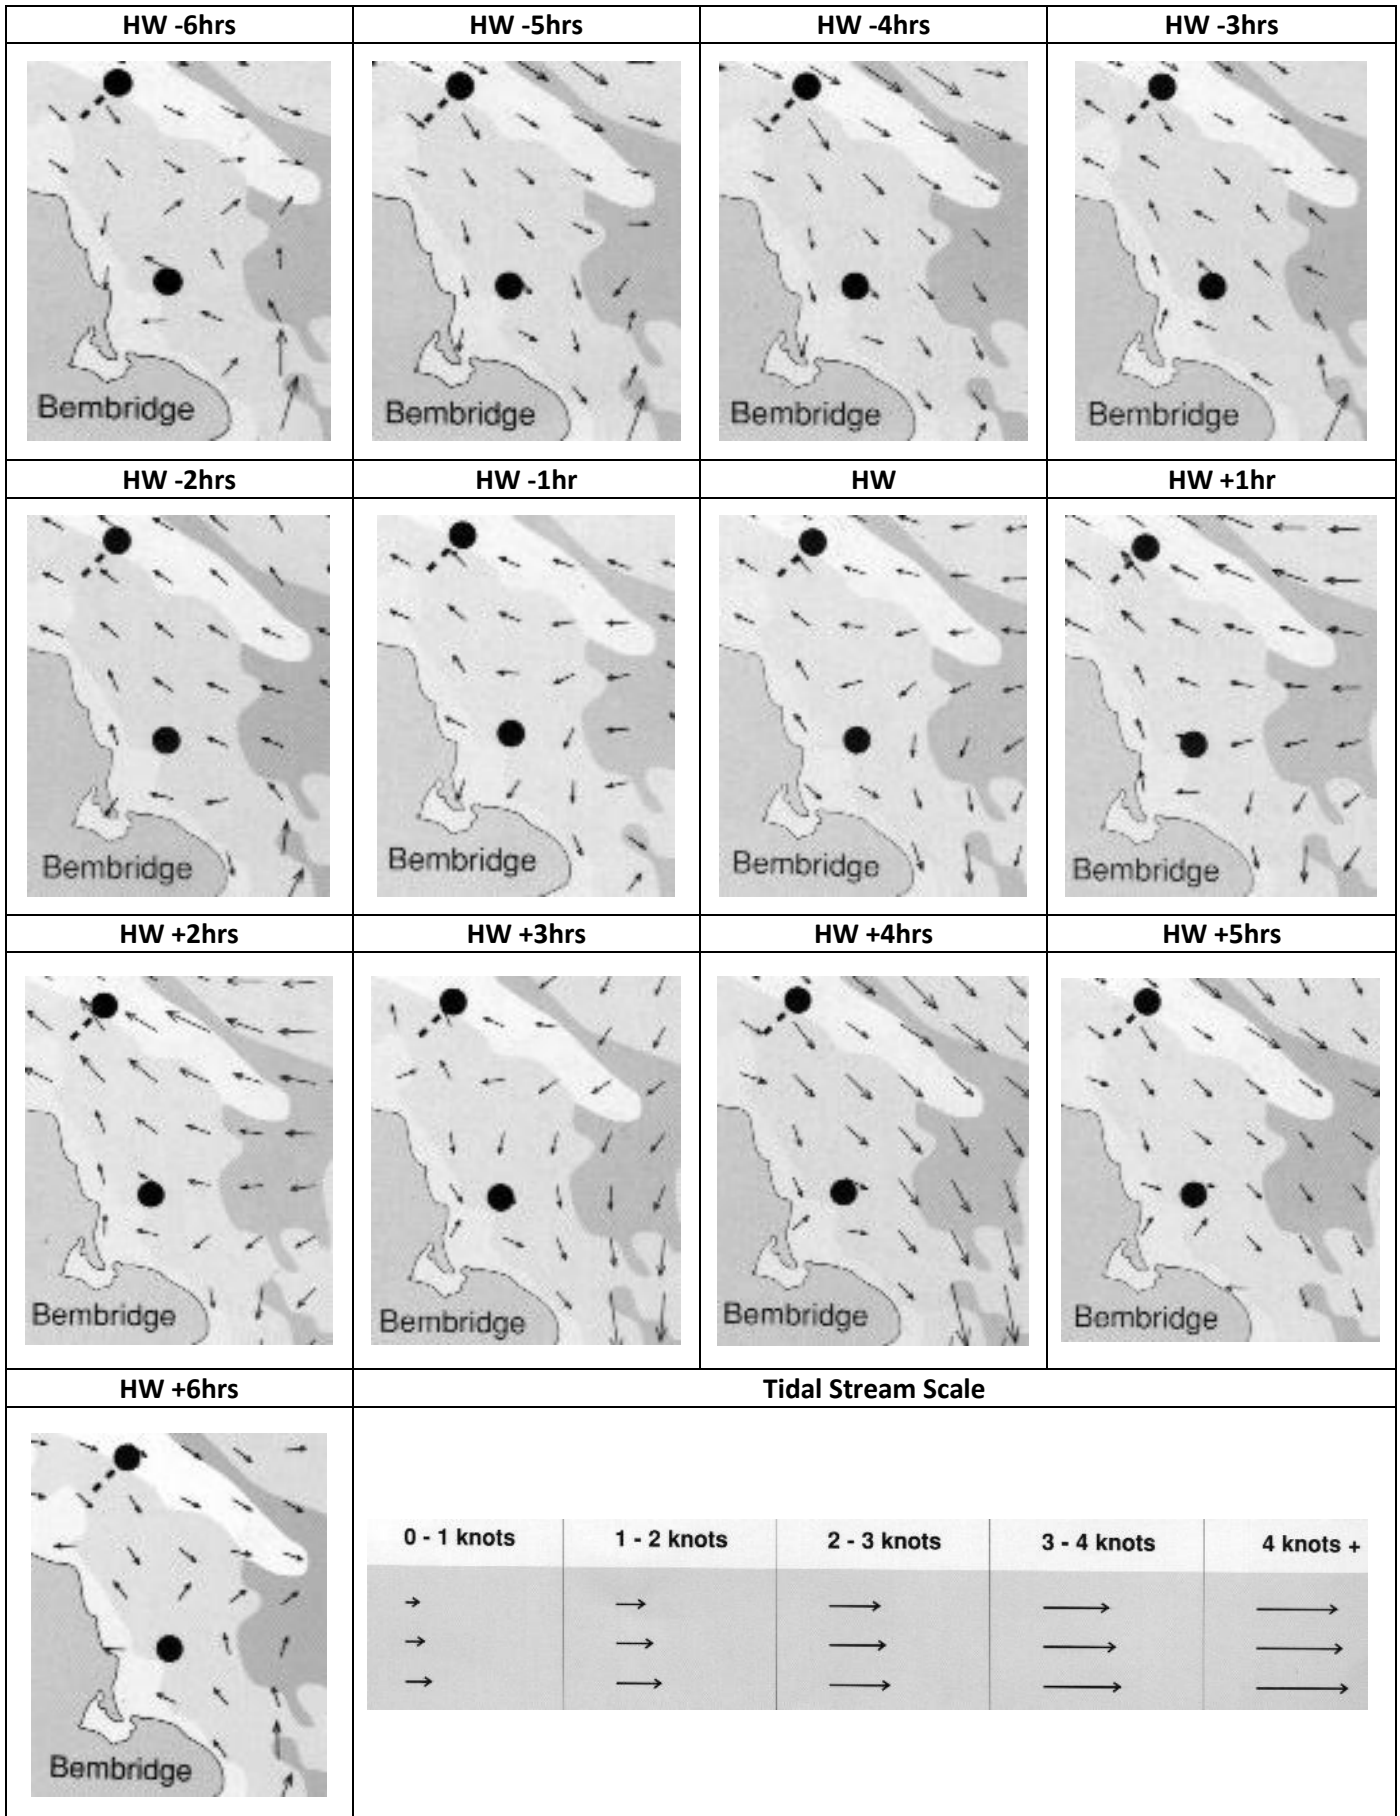 HW -6hrs HW -5hrs HW -4hrs HW -3hrs
Bembridge Bembridge Bembridge Bembridge
HW -2hrs HW -1hr HW HW +1hr
Bembridge Bembridge Bembridge Bembridge
HW +2hrs HW +3hrs HW +4hrs HW +5hrs
Bembridge Bembridge Bembridge Bembridge
HW +6hrs Tidal Stream Scale
0 - 1 knots 1 - 2 knots 2 - 3 knots 3 - 4 knots 4 knots +
Bembridge